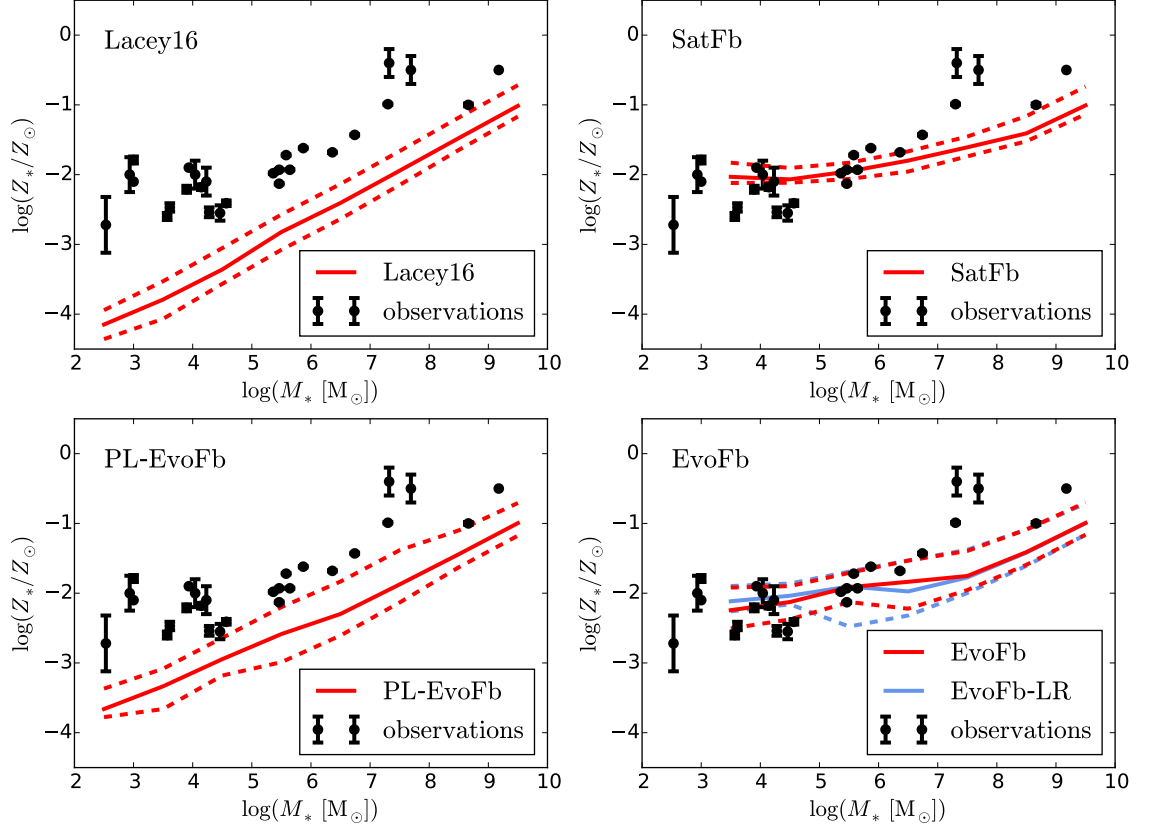 Lacey16
0
−1
−2
−3
−4
log(Z*/Z⊙)
Lacey16
observations
2 3 4 5 6 7 8 9 10
log(M* [M⊙])
SatFb
0
−1
−2
−3
−4
log(Z*/Z⊙)
SatFb
observations
2 3 4 5 6 7 8 9 10
log(M* [M⊙])
PL-EvoFb
0
−1
−2
−3
−4
log(Z*/Z⊙)
PL-EvoFb
observations
2 3 4 5 6 7 8 9 10
log(M* [M⊙])
EvoFb
0
−1
−2
−3
−4
log(Z*/Z⊙)
EvoFb
EvoFb-LR
observations
2 3 4 5 6 7 8 9 10
log(M* [M⊙])